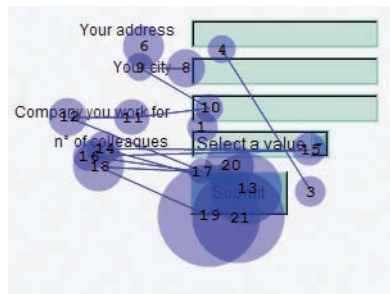 Your address
6 4
Your city 9 8
10
Company you work for 12 11
1
n° of colleagues Select a value 15
14
16 20
18 17
13 3
Submit
19 21